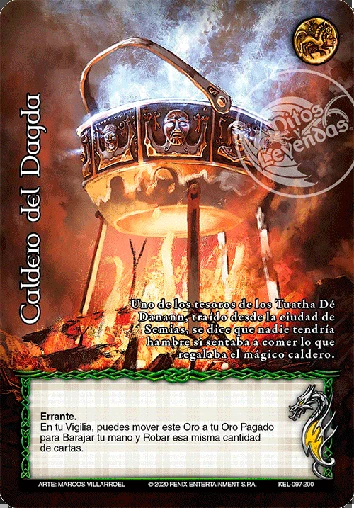 Mitos
y
Leyendas
Caldero del Dagda
Uno de los tesoros de los Tuatha Dé
Danann, traído desde la ciudad de
Semias, se dice que nadie tendría
hambre si sentaba a comer lo que
regalaba el mágico caldero.
Errante.
En tu Vigilia, puedes mover este Oro a tu Oro Pagado
para Barajar tu mano y Robar esa misma cantidad
de cartas.
ARTE: MARCOS VILLARROEL © 2020 FENIX ENTERTAINMENT S.P.A. KEL-097/200